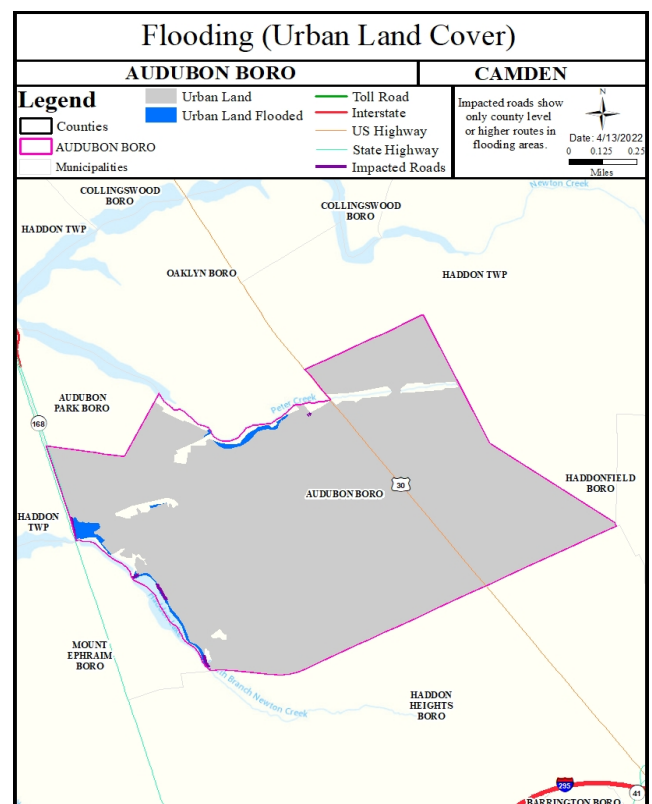 Flooding (Urban Land Cover)
AUDUBON BORO
CAMDEN
Legend
Counties
AUDUBON BORO
Municipalities
Urban Land
Urban Land Flooded
Toll Road
Interstate
US Highway
State Highway
Impacted Roads
Impacted roads show
only county level
or higher routes in
flooding areas.
N
Date: 4/13/2022
0 0.125 0.25
Miles
COLLINGSWOOD
BORO
Newton Creek
COLLINGSWOOD
BORO
HADDON TWP
OAKLYN BORO
HADDON TWP
AUDUBON
PARK BORO
Peter Creek
168
HADDONFIELD
BORO
30
AUDUBON BORO
HADDON
TWP
MOUNT
EPHRAIM
BORO
Branch Newton Creek
HADDON
HEIGHTS
BORO
295
41
BARRINGTON BORO